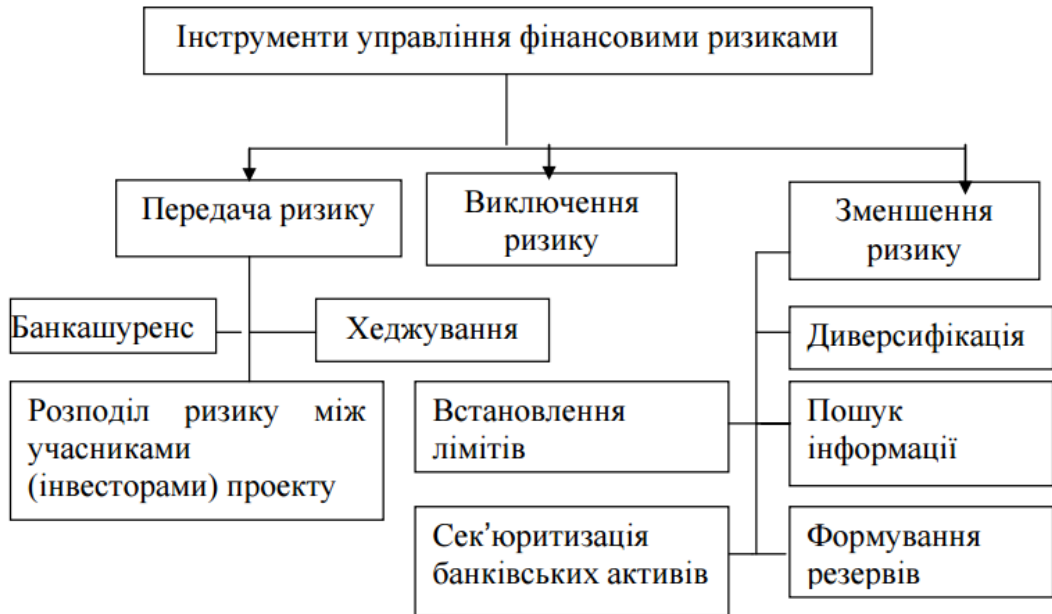 Інструменти управління фінансовими ризиками
Передача ризику
Виключення
ризику
Зменшення
ризику
Банкашуренс
Хеджування
Диверсифікація
Розподіл ризику між
учасниками
(інвесторами) проекту
Встановлення
лімітів
Пошук
інформації
Сек’юритизація
банківських активів
Формування
резервів